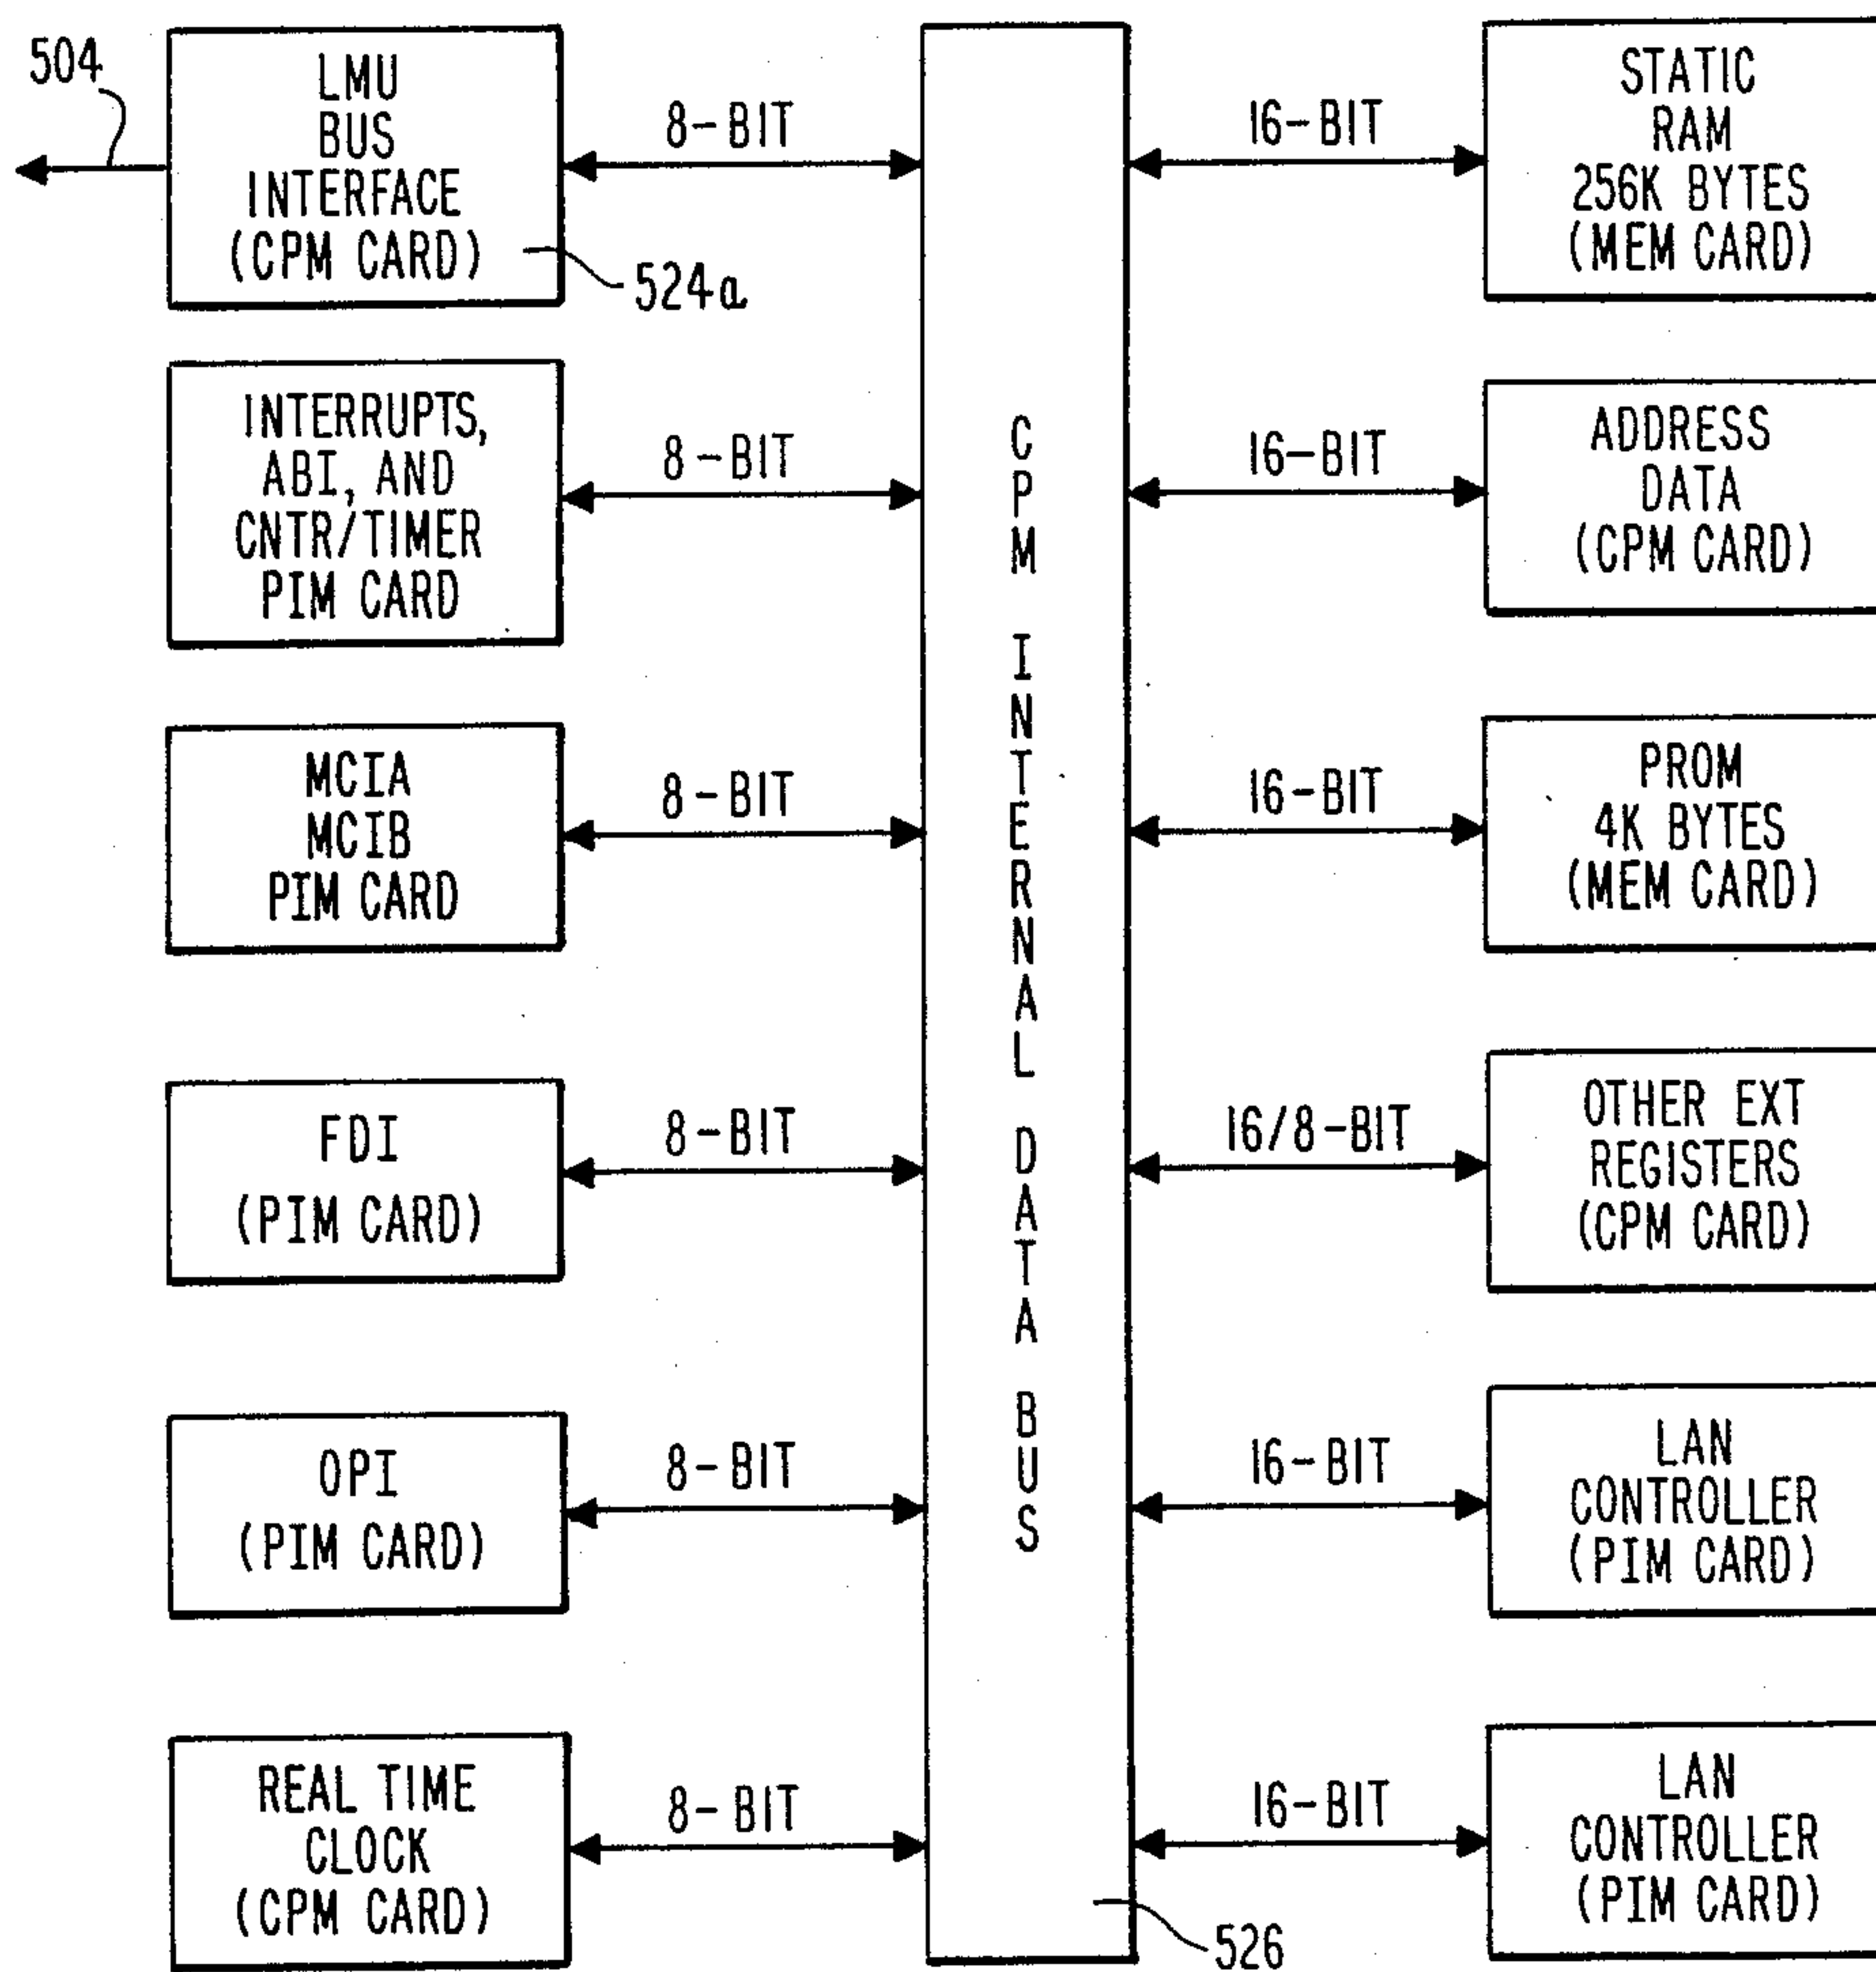 504
LMU
BUS
INTERFACE
(CPM CARD)
524a
8-BIT
INTERRUPTS,
ABI, AND
CNTR/TIMER
PIM CARD
8-BIT
MCIA
MCIB
PIM CARD
8-BIT
FDI
(PIM CARD)
8-BIT
OPI
(PIM CARD)
8-BIT
REAL TIME
CLOCK
(CPM CARD)
8-BIT
CPM INTERNAL DATA BUS
526
16-BIT
STATIC
RAM
256K BYTES
(MEM CARD)
16-BIT
ADDRESS
DATA
(CPM CARD)
16-BIT
PROM
4K BYTES
(MEM CARD)
16/8-BIT
OTHER EXT
REGISTERS
(CPM CARD)
16-BIT
LAN
CONTROLLER
(PIM CARD)
16-BIT
LAN
CONTROLLER
(PIM CARD)